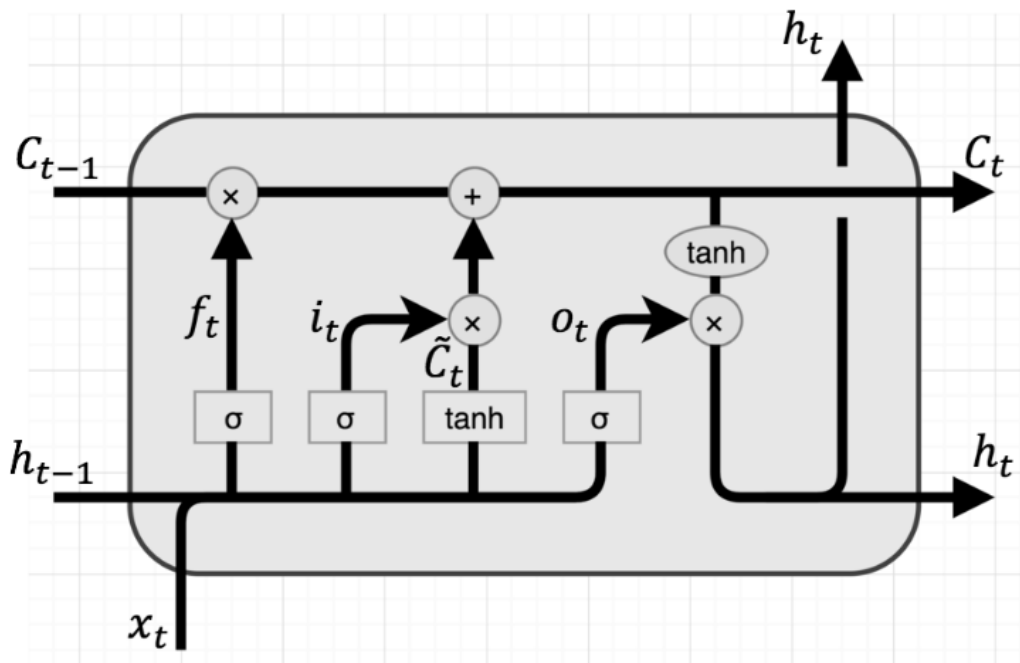 h_t
C_{t-1}
C_t
×
+
tanh
f_t
i_t
×
o_t
×
C̃_t
σ
σ
tanh
σ
h_{t-1}
h_t
x_t